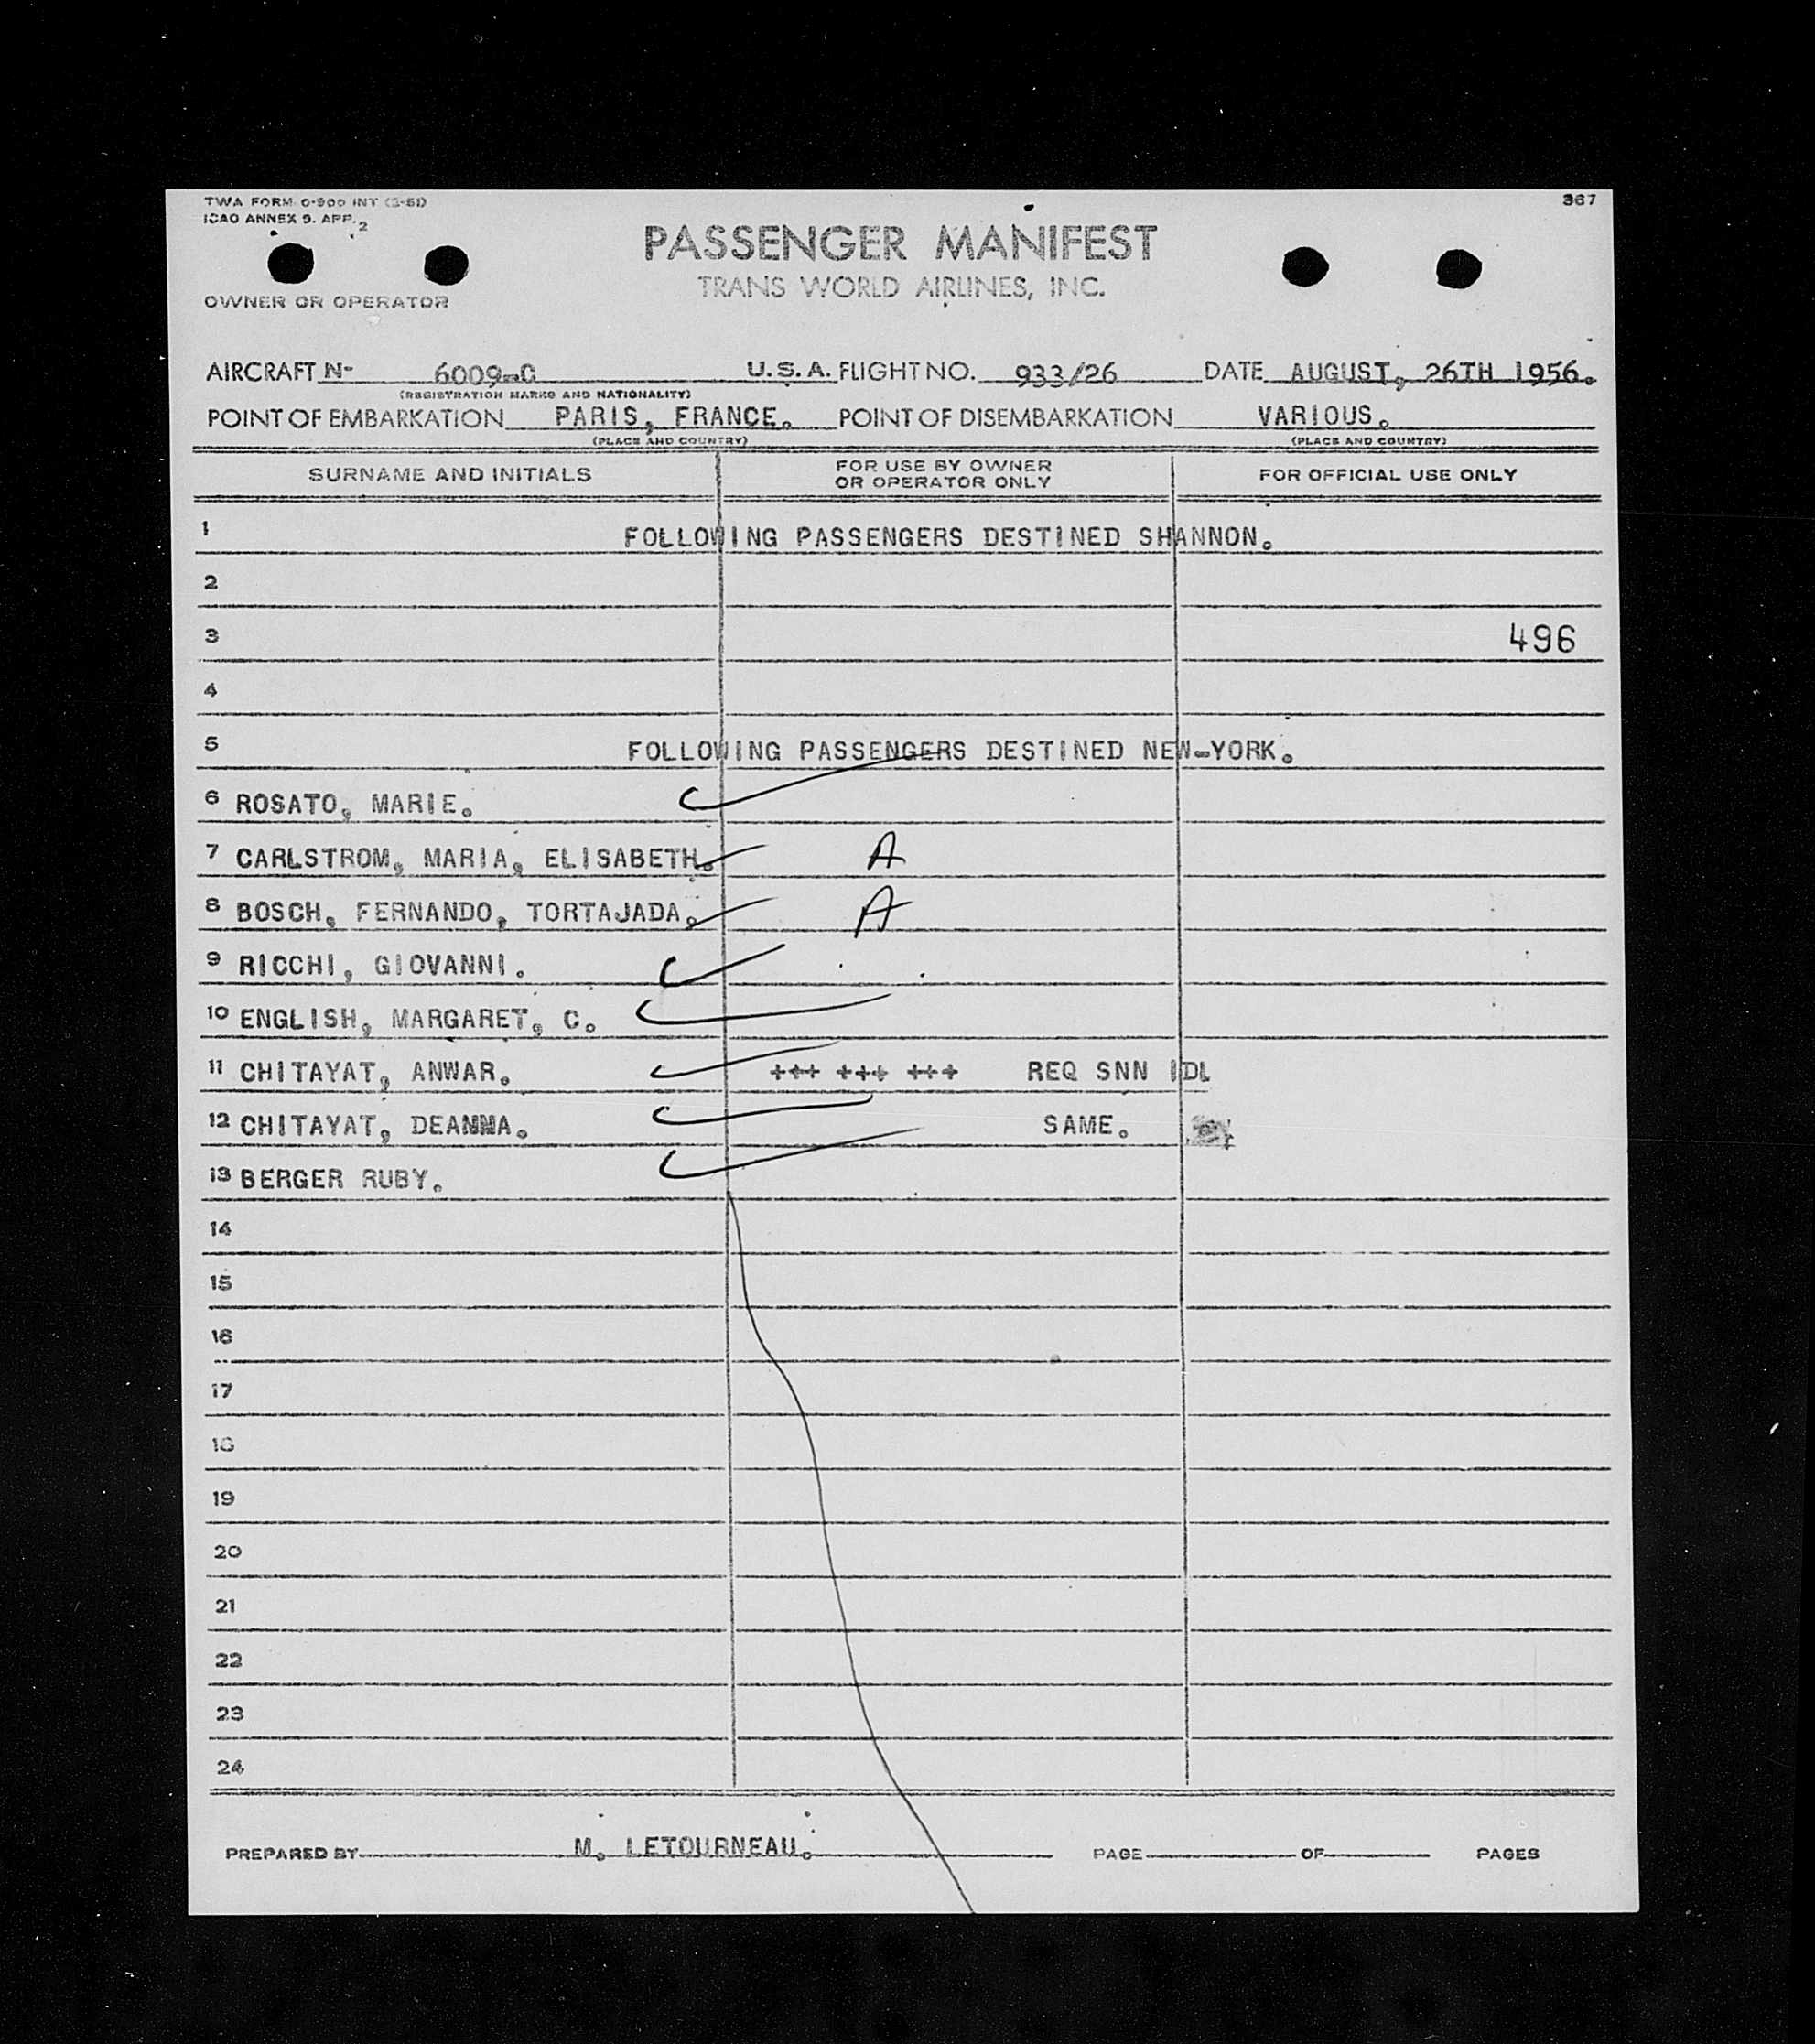 TWA FORM 0-900 INT (2-51)
367
ICAO ANNEX 9. APP. 2
PASSENGER MANIFEST
TRANS WORLD AIRLINES, INC.
OWNER OR OPERATOR
AIRCRAFT N- 6009-C U.S.A. FLIGHT NO. 933/26 DATE AUGUST, 26TH 1956.
(REGISTRATION MARKS AND NATIONALITY)
POINT OF EMBARKATION PARIS, FRANCE. POINT OF DISEMBARKATION VARIOUS.
(PLACE AND COUNTRY) (PLACE AND COUNTRY)
SURNAME AND INITIALS FOR USE BY OWNER OR OPERATOR ONLY FOR OFFICIAL USE ONLY
1 FOLLOWING PASSENGERS DESTINED SHANNON.
2
3 496
4
5 FOLLOWING PASSENGERS DESTINED NEW-YORK.
6 ROSATO, MARIE.
7 CARLSTROM, MARIA, ELISABETH. A
8 BOSCH, FERNANDO, TORTAJADA. A
9 RICCHI, GIOVANNI.
10 ENGLISH, MARGARET, C.
11 CHITAYAT, ANWAR. +++ +++ +++ REQ SNN IDL
12 CHITAYAT, DEANNA. SAME.
13 BERGER RUBY.
14
15
16
17
18
19
20
21
22
23
24
PREPARED BY M. LETOURNEAU. PAGE OF PAGES